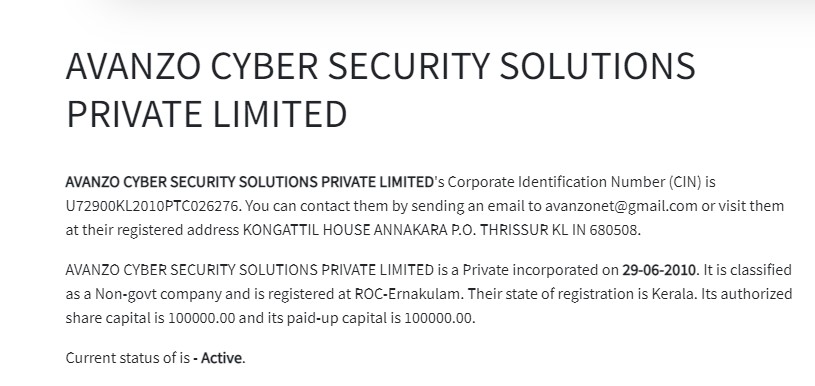 AVANZO CYBER SECURITY SOLUTIONS
PRIVATE LIMITED
AVANZO CYBER SECURITY SOLUTIONS PRIVATE LIMITED's Corporate Identification Number (CIN) is
U72900KL2010PTC026276. You can contact them by sending an email to avanzonet@gmail.com or visit them
at their registered address KONGATTIL HOUSE ANNAKARA P.O. THRISSUR KL IN 680508.
AVANZO CYBER SECURITY SOLUTIONS PRIVATE LIMITED is a Private incorporated on 29-06-2010. It is classified
as a Non-govt company and is registered at ROC-Ernakulam. Their state of registration is Kerala. Its authorized
share capital is 100000.00 and its paid-up capital is 100000.00.
Current status of is - Active.